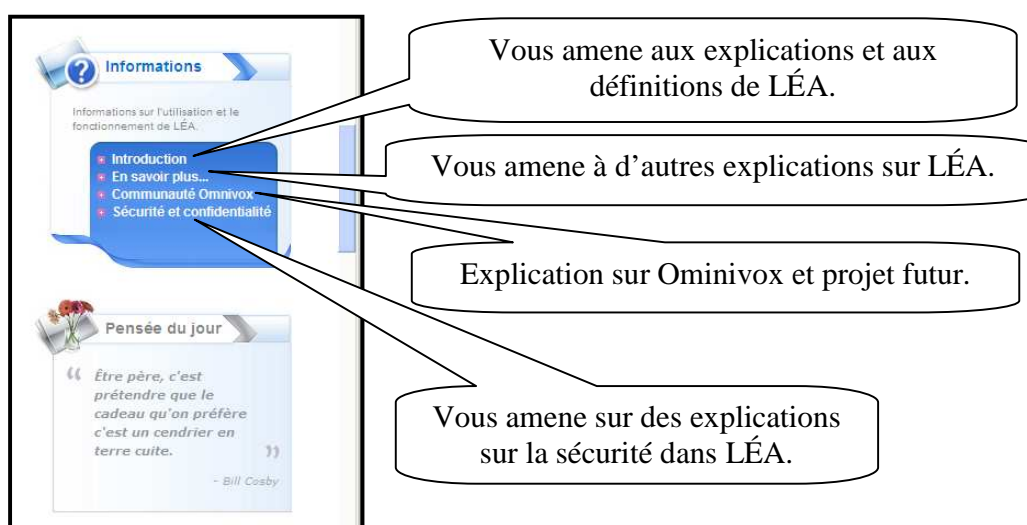 Informations
Informations sur l'utilisation et le
fonctionnement de LÉA.
Introduction
En savoir plus...
Communauté Omnivox
Sécurité et confidentialité
Pensée du jour
“ Être père, c'est
prétendre que le
cadeau qu'on préfère
c'est un cendrier en
terre cuite. ”
- Bill Cosby
Vous amene aux explications et aux
définitions de LÉA.
Vous amene à d’autres explications sur LÉA.
Explication sur Ominivox et projet futur.
Vous amene sur des explications
sur la sécurité dans LÉA.